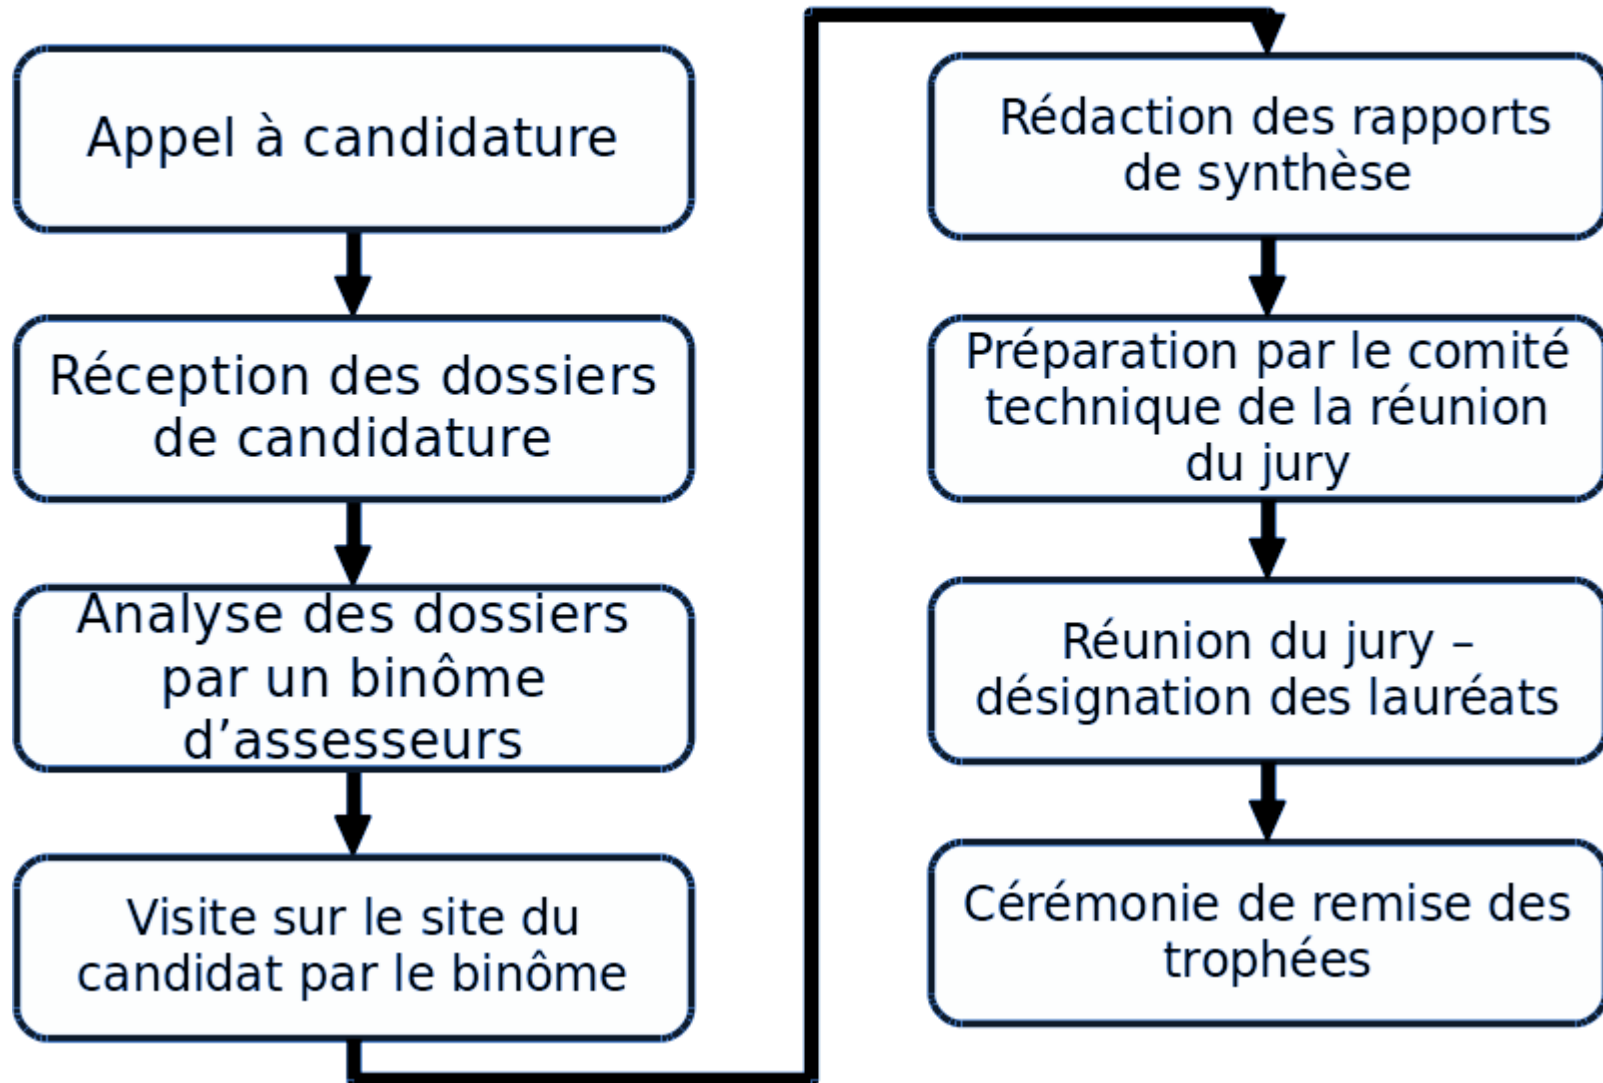 Appel à candidature
Réception des dossiers
de candidature
Analyse des dossiers
par un binôme
d’assesseurs
Visite sur le site du
candidat par le binôme
Rédaction des rapports
de synthèse
Préparation par le comité
technique de la réunion
du jury
Réunion du jury –
désignation des lauréats
Cérémonie de remise des
trophées